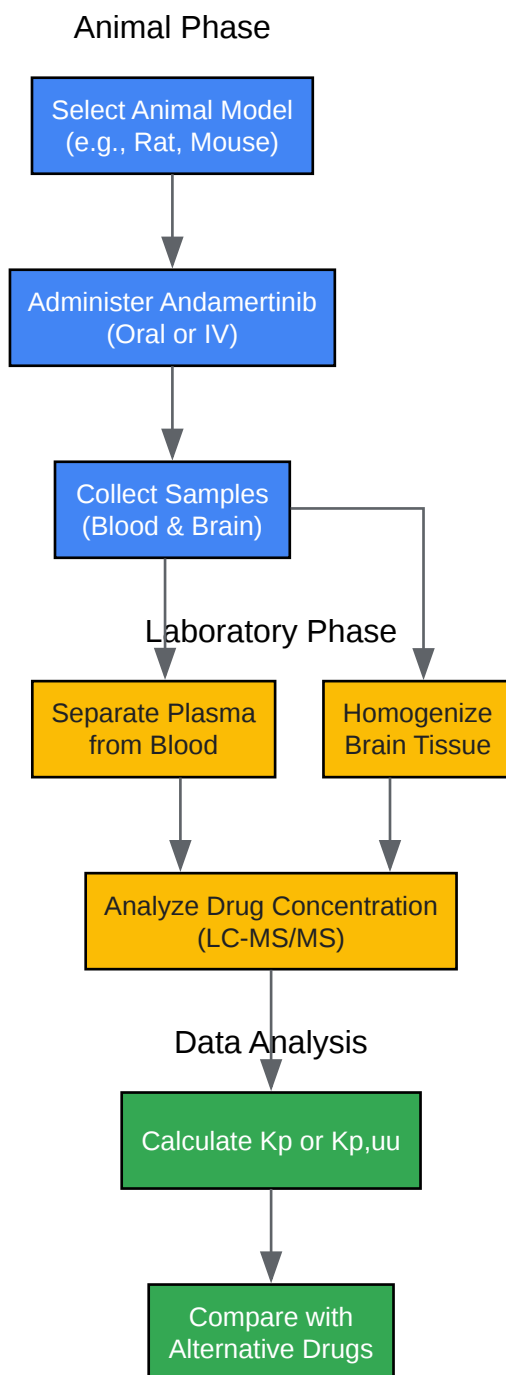 Animal Phase
Select Animal Model
(e.g., Rat, Mouse)
Administer Andamertinib
(Oral or IV)
Collect Samples
(Blood & Brain)
Laboratory Phase
Separate Plasma
from Blood
Homogenize
Brain Tissue
Analyze Drug Concentration
(LC-MS/MS)
Data Analysis
Calculate Kp or Kp,uu
Compare with
Alternative Drugs